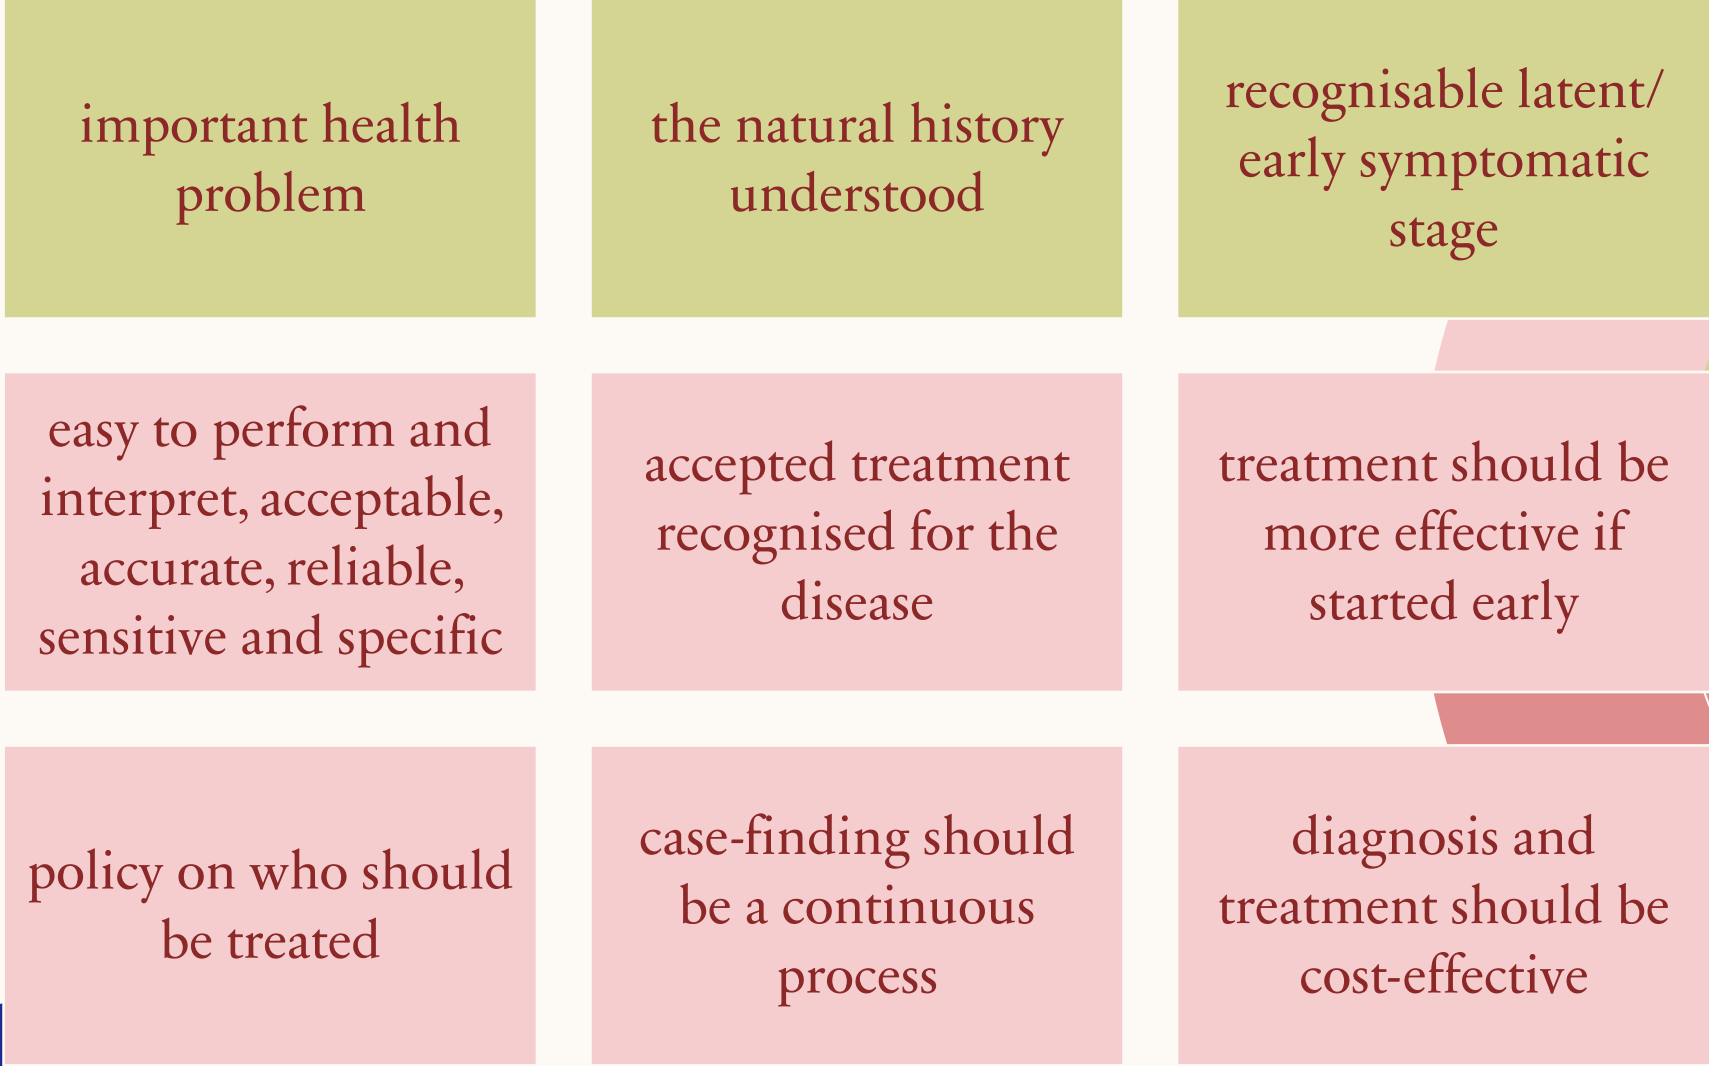 important health
problem
the natural history
understood
recognisable latent/
early symptomatic
stage
easy to perform and
interpret, acceptable,
accurate, reliable,
sensitive and specific
accepted treatment
recognised for the
disease
treatment should be
more effective if
started early
policy on who should
be treated
case-finding should
be a continuous
process
diagnosis and
treatment should be
cost-effective